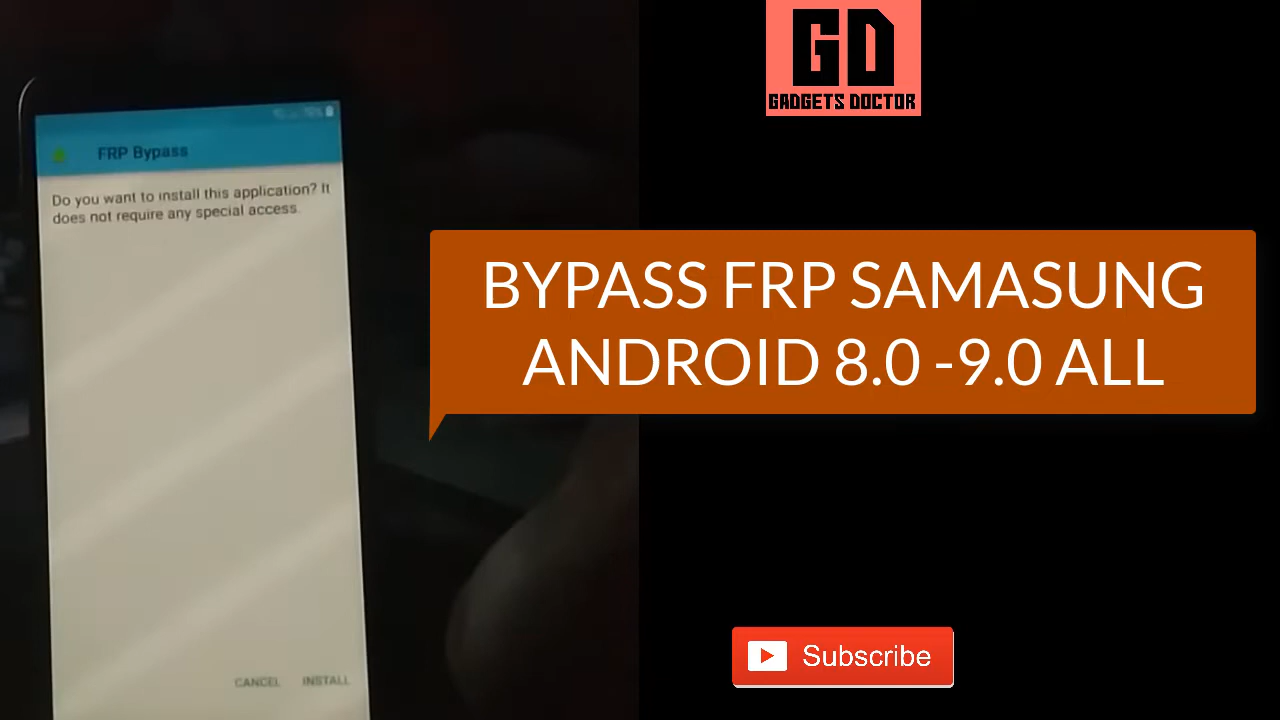 GD
GADGETS DOCTOR
FRP Bypass
Do you want to install this application? It
does not require any special access.
BYPASS FRP SAMASUNG
ANDROID 8.0 -9.0 ALL
CANCEL INSTALL
Subscribe